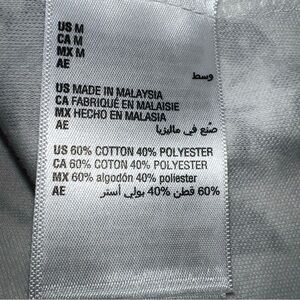 US M
CA M
MX M
AE وسط
US MADE IN MALAYSIA
CA FABRIQUÉ EN MALAISIE
MX HECHO EN MALASIA
AE صُنع في ماليزيا
US 60% COTTON 40% POLYESTER
CA 60% COTON 40% POLYESTER
MX 60% algodón 40% poliester
AE 60% قطن 40% بولي أستر